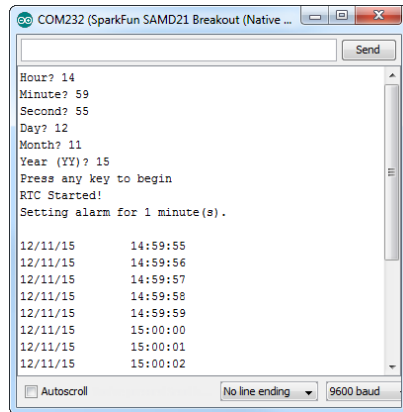 COM232 (SparkFun SAMD21 Breakout (Native ...
Send
Hour? 14
Minute? 59
Second? 55
Day? 12
Month? 11
Year (YY)? 15
Press any key to begin
RTC Started!
Setting alarm for 1 minute(s).
12/11/15 14:59:55
12/11/15 14:59:56
12/11/15 14:59:57
12/11/15 14:59:58
12/11/15 14:59:59
12/11/15 15:00:00
12/11/15 15:00:01
12/11/15 15:00:02
Autoscroll No line ending 9600 baud